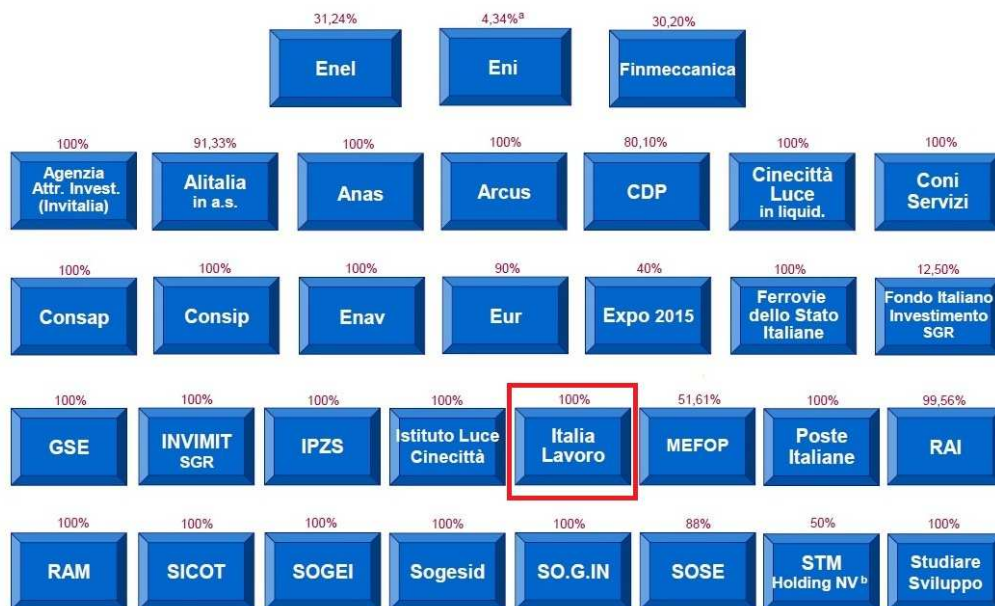 31,24% 4,34%ᵃ 30,20%
Enel Eni Finmeccanica
100% 91,33% 100% 100% 80,10% 100% 100%
Agenzia
Attr. Invest.
(Invitalia)
Alitalia
in a.s.
Anas
Arcus
CDP
Cinecittà
Luce
in liquid.
Coni
Servizi
100% 100% 100% 90% 40% 100% 12,50%
Consap
Consip
Enav
Eur
Expo 2015
Ferrovie
dello Stato
Italiane
Fondo Italiano
Investimento
SGR
100% 100% 100% 100% 100% 51,61% 100% 99,56%
GSE
INVIMIT
SGR
IPZS
Istituto Luce
Cinecittà
Italia
Lavoro
MEFOP
Poste
Italiane
RAI
100% 100% 100% 100% 100% 88% 50% 100%
RAM
SICOT
SOGEI
Sogesid
SO.G.IN
SOSE
STM
Holding NV ᵇ
Studiare
Sviluppo